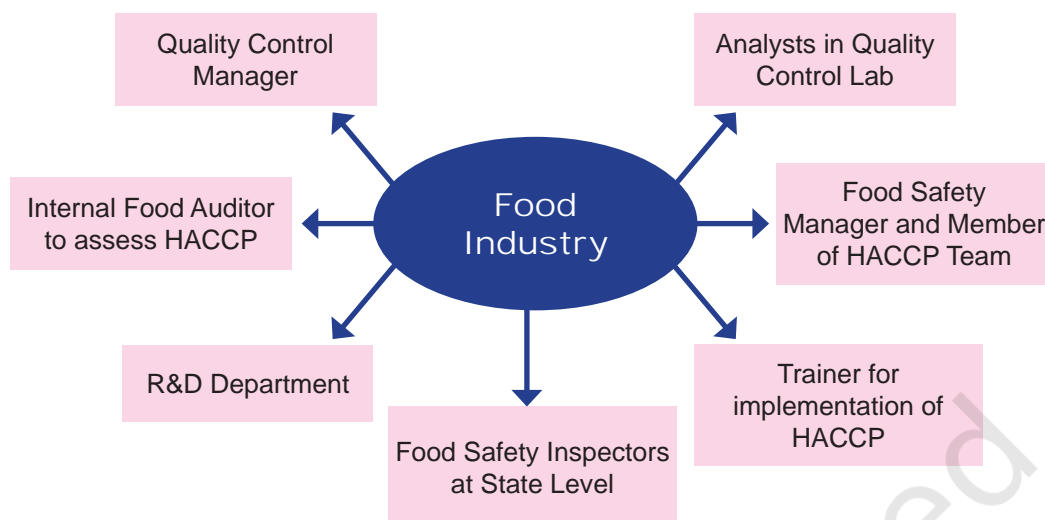 Quality Control
Manager
Analysts in Quality
Control Lab
Internal Food Auditor
to assess HACCP
Food
Industry
Food Safety
Manager and Member
of HACCP Team
R&D Department
Food Safety Inspectors
at State Level
Trainer for
implementation of
HACCP
ed